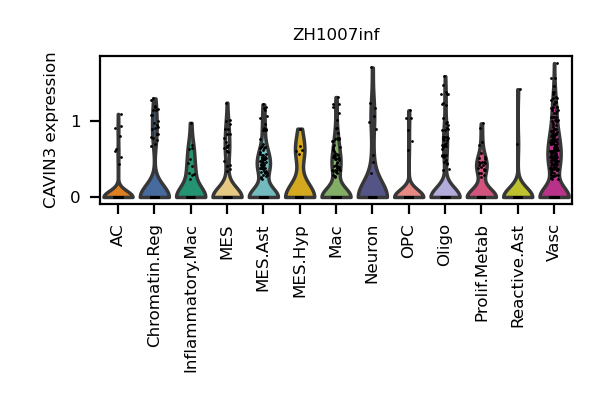 ZH1007inf
CAVIN3 expression
1
0
AC
Chromatin.Reg
Inflammatory.Mac
MES
MES.Ast
MES.Hyp
Mac
Neuron
OPC
Oligo
Prolif.Metab
Reactive.Ast
Vasc